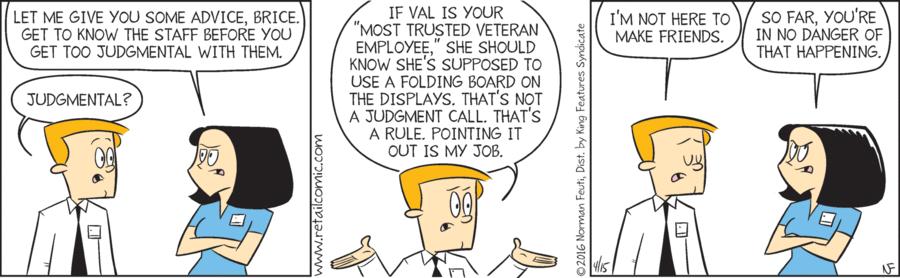 LET ME GIVE YOU SOME ADVICE, BRICE.
GET TO KNOW THE STAFF BEFORE YOU
GET TOO JUDGMENTAL WITH THEM.
JUDGMENTAL?
www.retailcomic.com
IF VAL IS YOUR
"MOST TRUSTED VETERAN
EMPLOYEE," SHE SHOULD
KNOW SHE'S SUPPOSED TO
USE A FOLDING BOARD ON
THE DISPLAYS. THAT'S NOT
A JUDGMENT CALL. THAT'S
A RULE. POINTING IT
OUT IS MY JOB.
©2016 Norman Feuti, Dist. by King Features Syndicate
I'M NOT HERE TO
MAKE FRIENDS.
SO FAR, YOU'RE
IN NO DANGER OF
THAT HAPPENING.
4/15
NF